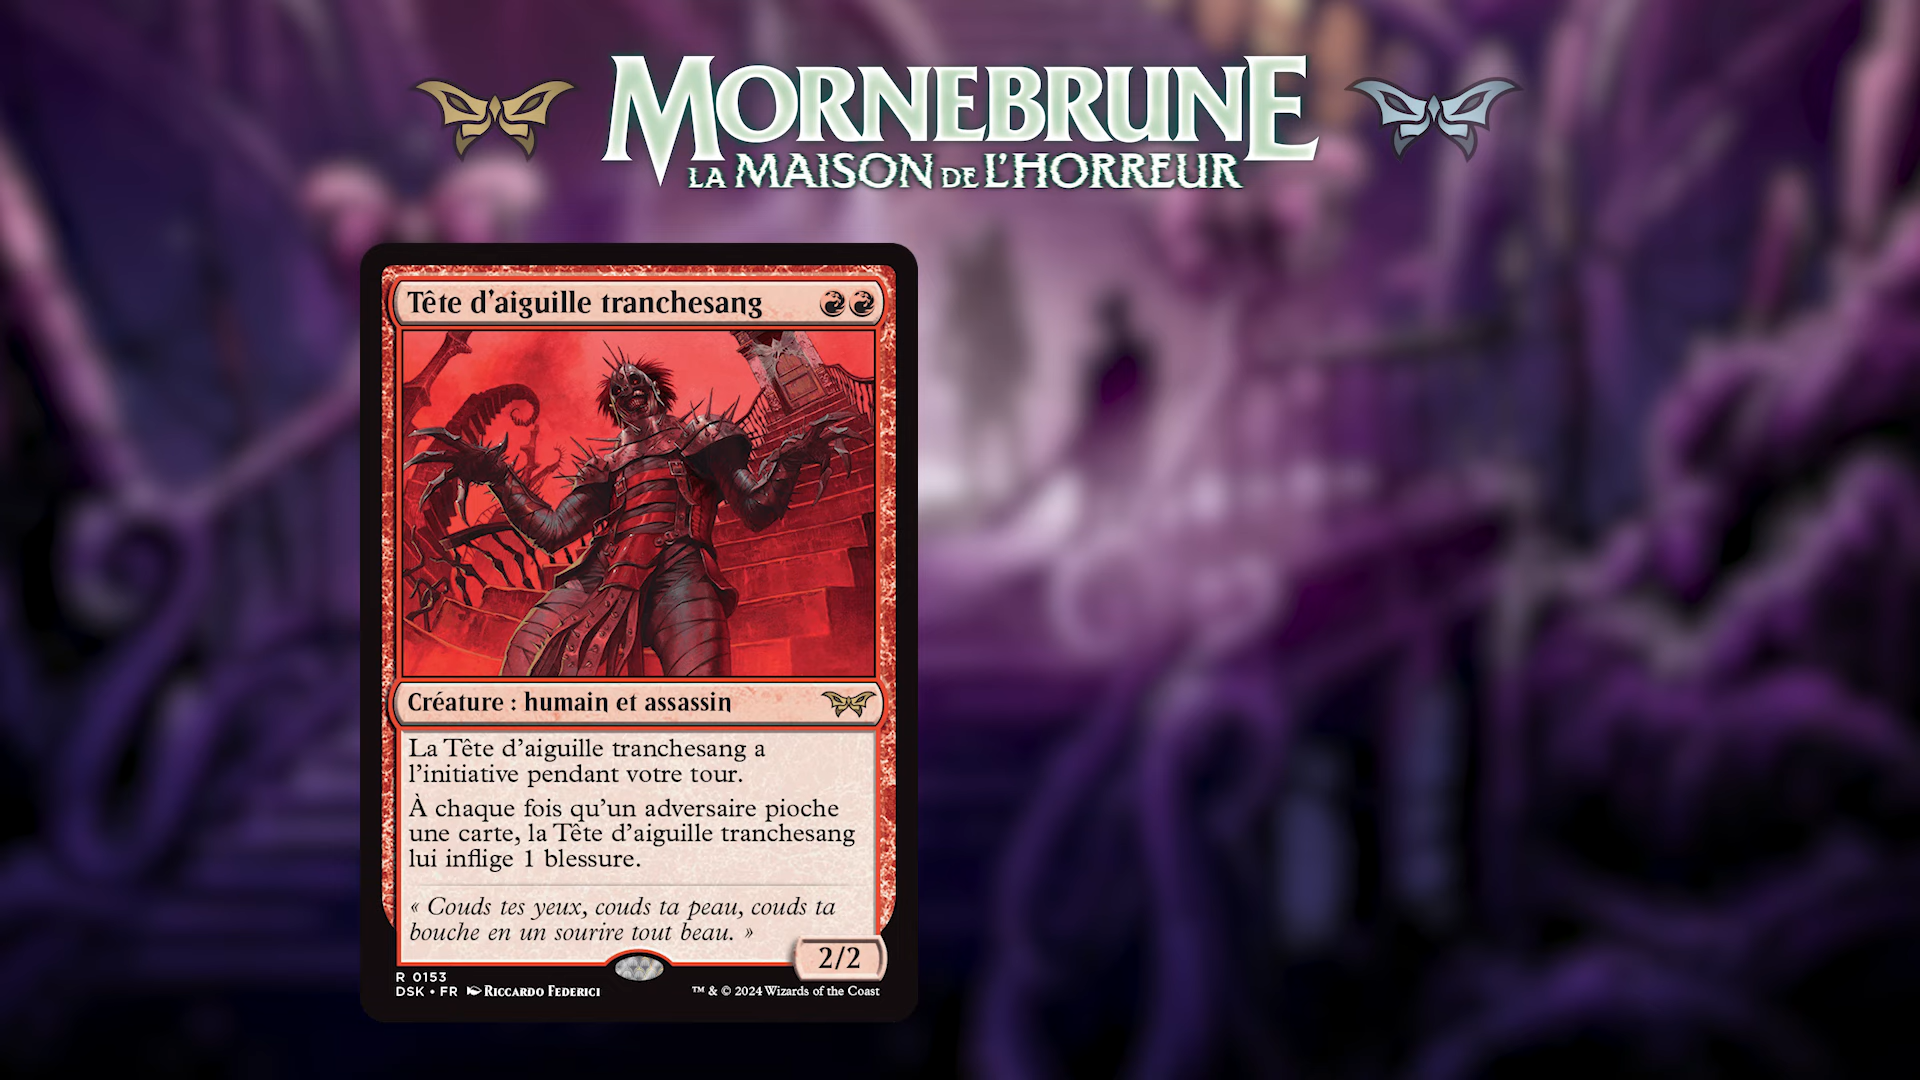 MORNEBRUNE
LA MAISON DE L'HORREUR
Tête d'aiguille tranchesang
Créature : humain et assassin
La Tête d'aiguille tranchesang a
l'initiative pendant votre tour.
À chaque fois qu'un adversaire pioche
une carte, la Tête d'aiguille tranchesang
lui inflige 1 blessure.
« Couds tes yeux, couds ta peau, couds ta
bouche en un sourire tout beau. »
2/2
R 0153
DSK • FR RICCARDO FEDERICI
™ & © 2024 Wizards of the Coast